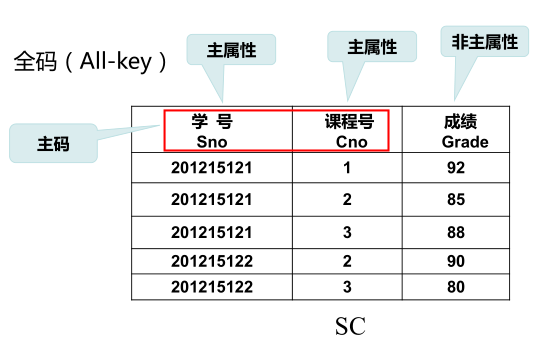 全码（All-key）
主属性
主属性
非主属性
主码
学 号 课程号 成绩
Sno Cno Grade
201215121 1 92
201215121 2 85
201215121 3 88
201215122 2 90
201215122 3 80
SC